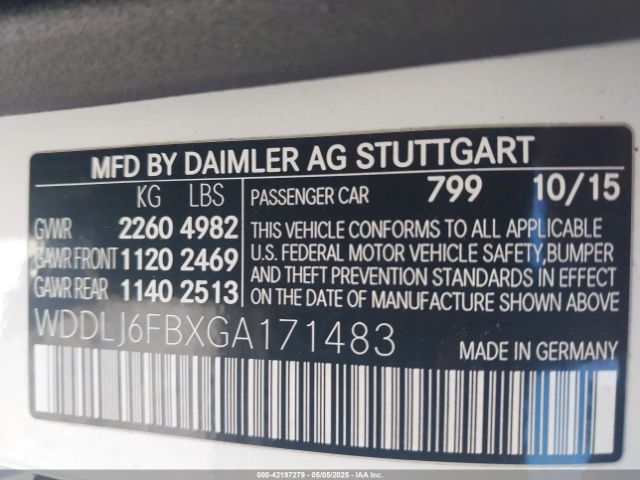 MFD BY DAIMLER AG STUTTGART
KG LBS
GVWR 2260 4982
GAWR FRONT 1120 2469
GAWR REAR 1140 2513
PASSENGER CAR 799 10/15
THIS VEHICLE CONFORMS TO ALL APPLICABLE
U.S. FEDERAL MOTOR VEHICLE SAFETY,BUMPER
AND THEFT PREVENTION STANDARDS IN EFFECT
ON THE DATE OF MANUFACTURE SHOWN ABOVE
WDDLJ6FBXGA171483
MADE IN GERMANY
000-42197279 - 05/05/2025 - IAA Inc.